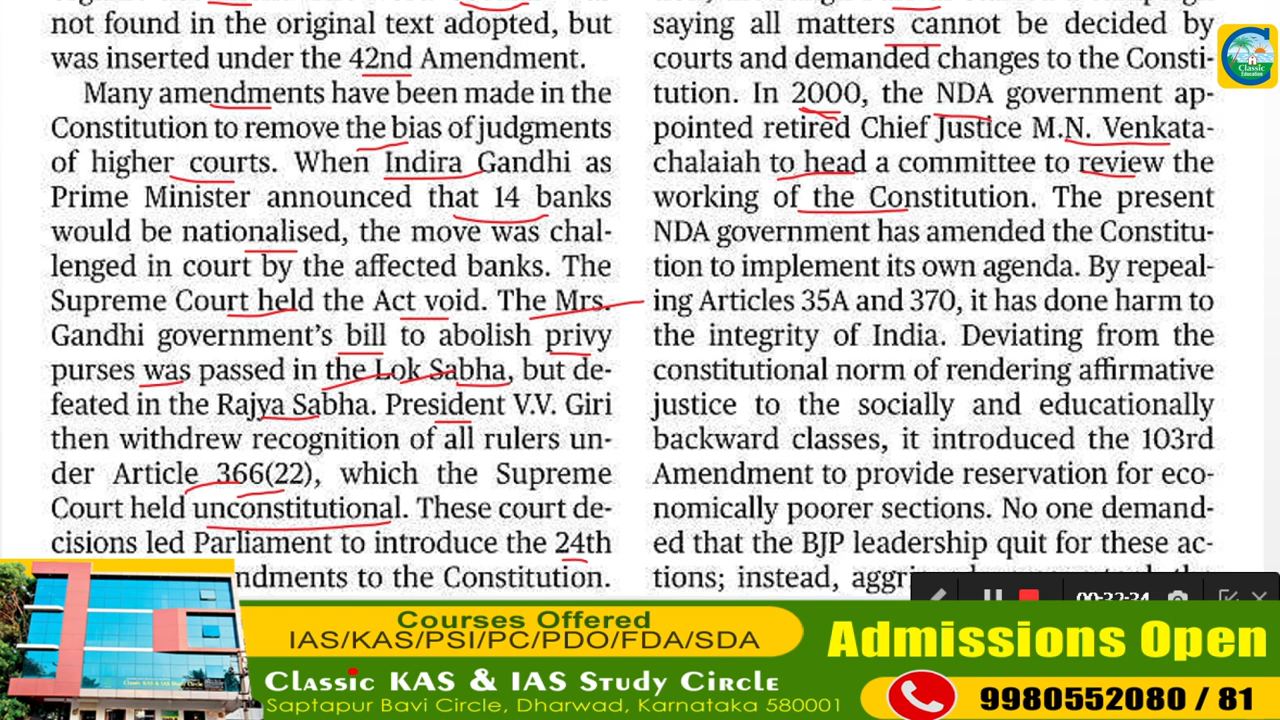 not found in the original text adopted, but
was inserted under the 42nd Amendment.
Many amendments have been made in the
Constitution to remove the bias of judgments
of higher courts. When Indira Gandhi as
Prime Minister announced that 14 banks
would be nationalised, the move was chal-
lenged in court by the affected banks. The
Supreme Court held the Act void. The Mrs.
Gandhi government's bill to abolish privy
purses was passed in the Lok Sabha, but de-
feated in the Rajya Sabha. President V.V. Giri
then withdrew recognition of all rulers un-
der Article 366(22), which the Supreme
Court held unconstitutional. These court de-
cisions led Parliament to introduce the 24th
ndments to the Constitution.
saying all matters cannot be decided by
courts and demanded changes to the Consti-
tution. In 2000, the NDA government ap-
pointed retired Chief Justice M.N. Venkata-
chalaiah to head a committee to review the
working of the Constitution. The present
NDA government has amended the Constitu-
tion to implement its own agenda. By repeal-
ing Articles 35A and 370, it has done harm to
the integrity of India. Deviating from the
constitutional norm of rendering affirmative
justice to the socially and educationally
backward classes, it introduced the 103rd
Amendment to provide reservation for eco-
nomically poorer sections. No one demand-
ed that the BJP leadership quit for these ac-
tions; instead,
Classic
Education
00:32:34
Courses Offered
IAS/KAS/PSI/PC/PDO/FDA/SDA
Classic KAS & IAS Study Circle
Saptapur Bavi Circle, Dharwad, Karnataka 580001
Admissions Open
9980552080 / 81